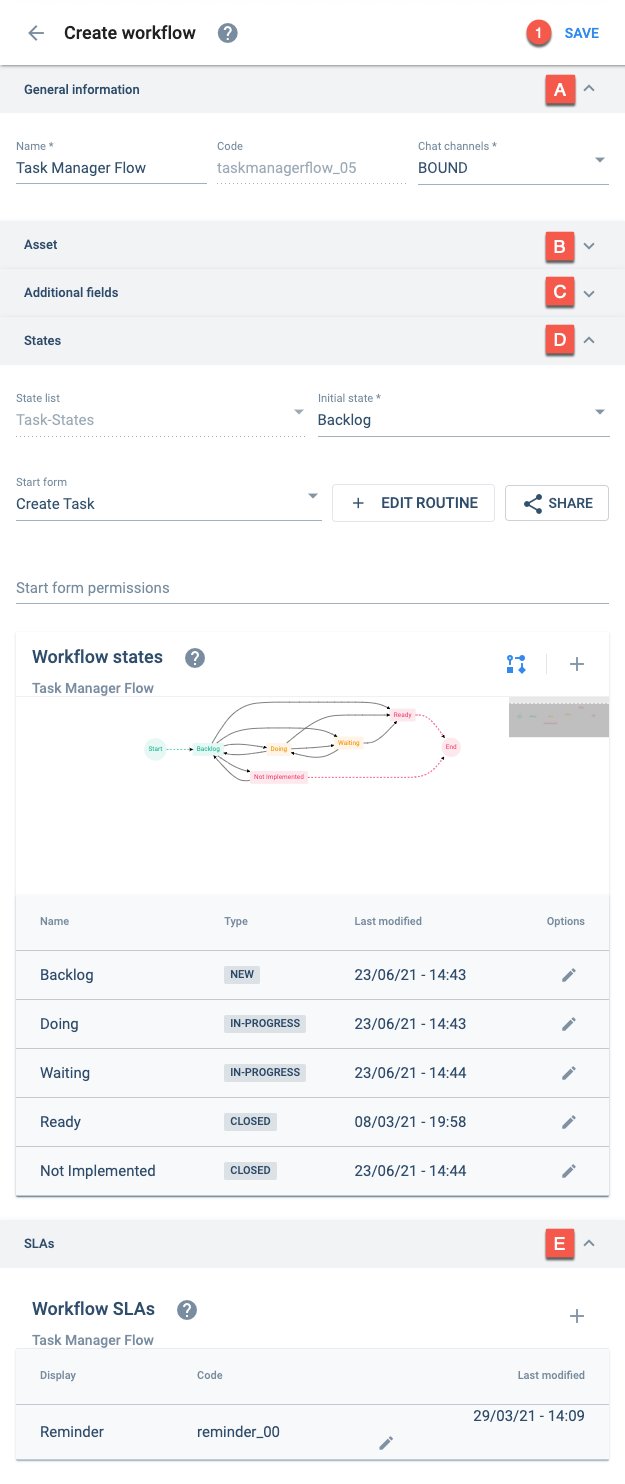 Create workflow ? 1 SAVE
General information A
Name * Code Chat channels *
Task Manager Flow taskmanagerflow_05 BOUND
Asset B
Additional fields C
States D
State list Initial state *
Task-States Backlog
Start form
Create Task + EDIT ROUTINE SHARE
Start form permissions
Workflow states ?
Task Manager Flow
Ready
Start Backlog Doing Waiting End
Not Implemented
Name Type Last modified Options
Backlog NEW 23/06/21 - 14:43
Doing IN-PROGRESS 23/06/21 - 14:43
Waiting IN-PROGRESS 23/06/21 - 14:44
Ready CLOSED 08/03/21 - 19:58
Not Implemented CLOSED 23/06/21 - 14:44
SLAs E
Workflow SLAs ?
Task Manager Flow
Display Code Last modified
Reminder reminder_00 29/03/21 - 14:09